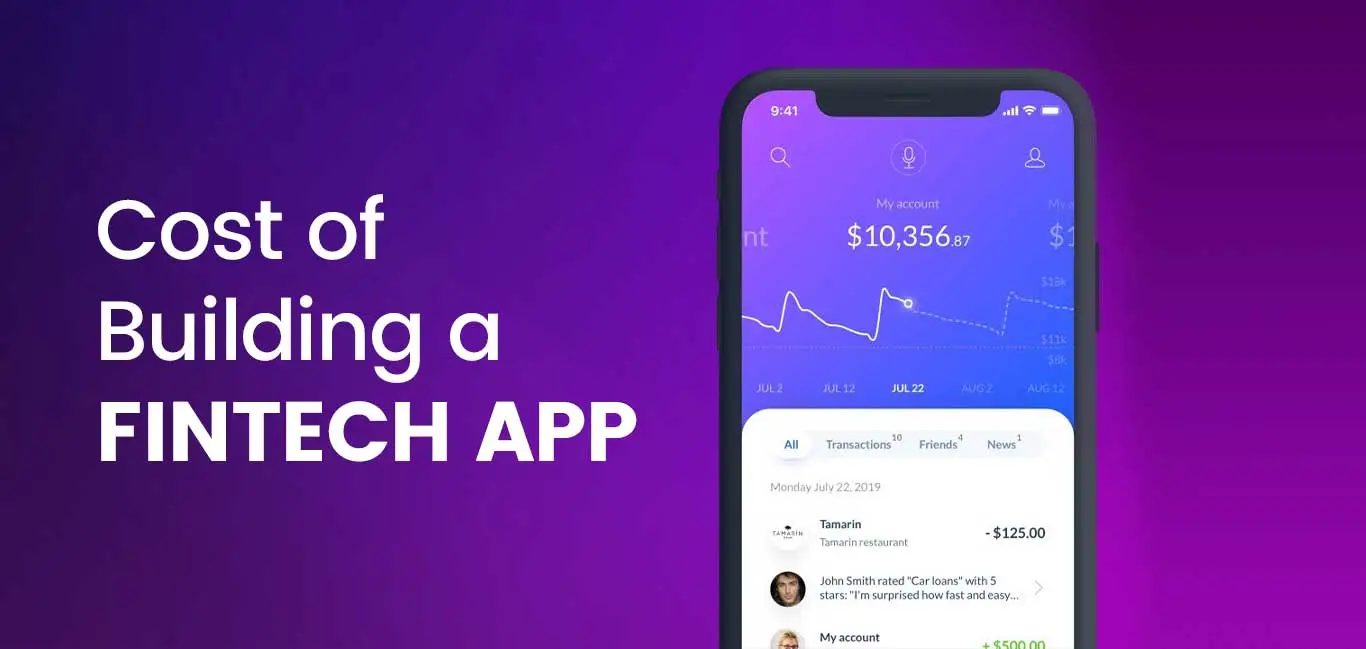 Cost of
Building a
FINTECH APP
9:41
My account
$10,356.87
nt
$1
$18k
$11k
$8k
JUL 2 JUL 12 JUL 22 AUG 2 AUG 12
All Transactions 10 Friends 4 News 1
Monday July 22, 2019
TAMARIN
Tamarin
Tamarin restaurant
- $125.00
John Smith rated "Car loans" with 5
stars: "I'm surprised how fast and easy...
My account
+ $500.00